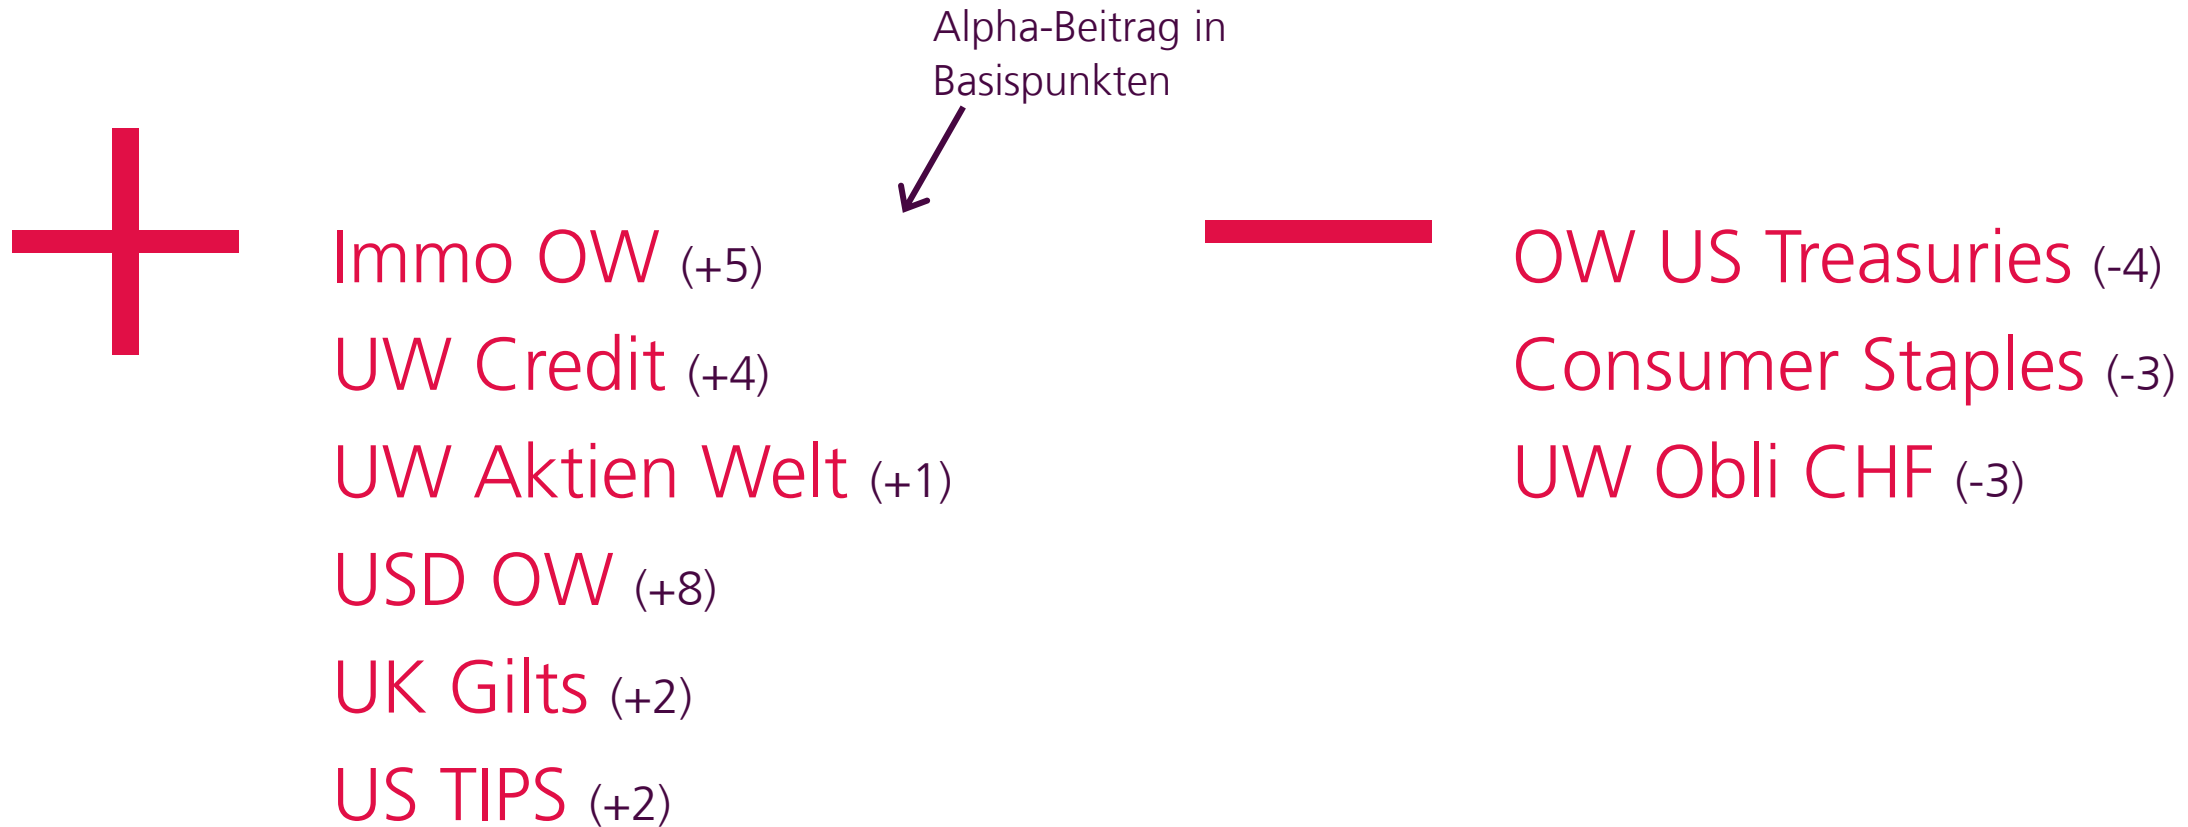 Alpha-Beitrag in
Basispunkten
Immo OW (+5)
UW Credit (+4)
UW Aktien Welt (+1)
USD OW (+8)
UK Gilts (+2)
US TIPS (+2)
OW US Treasuries (-4)
Consumer Staples (-3)
UW Obli CHF (-3)